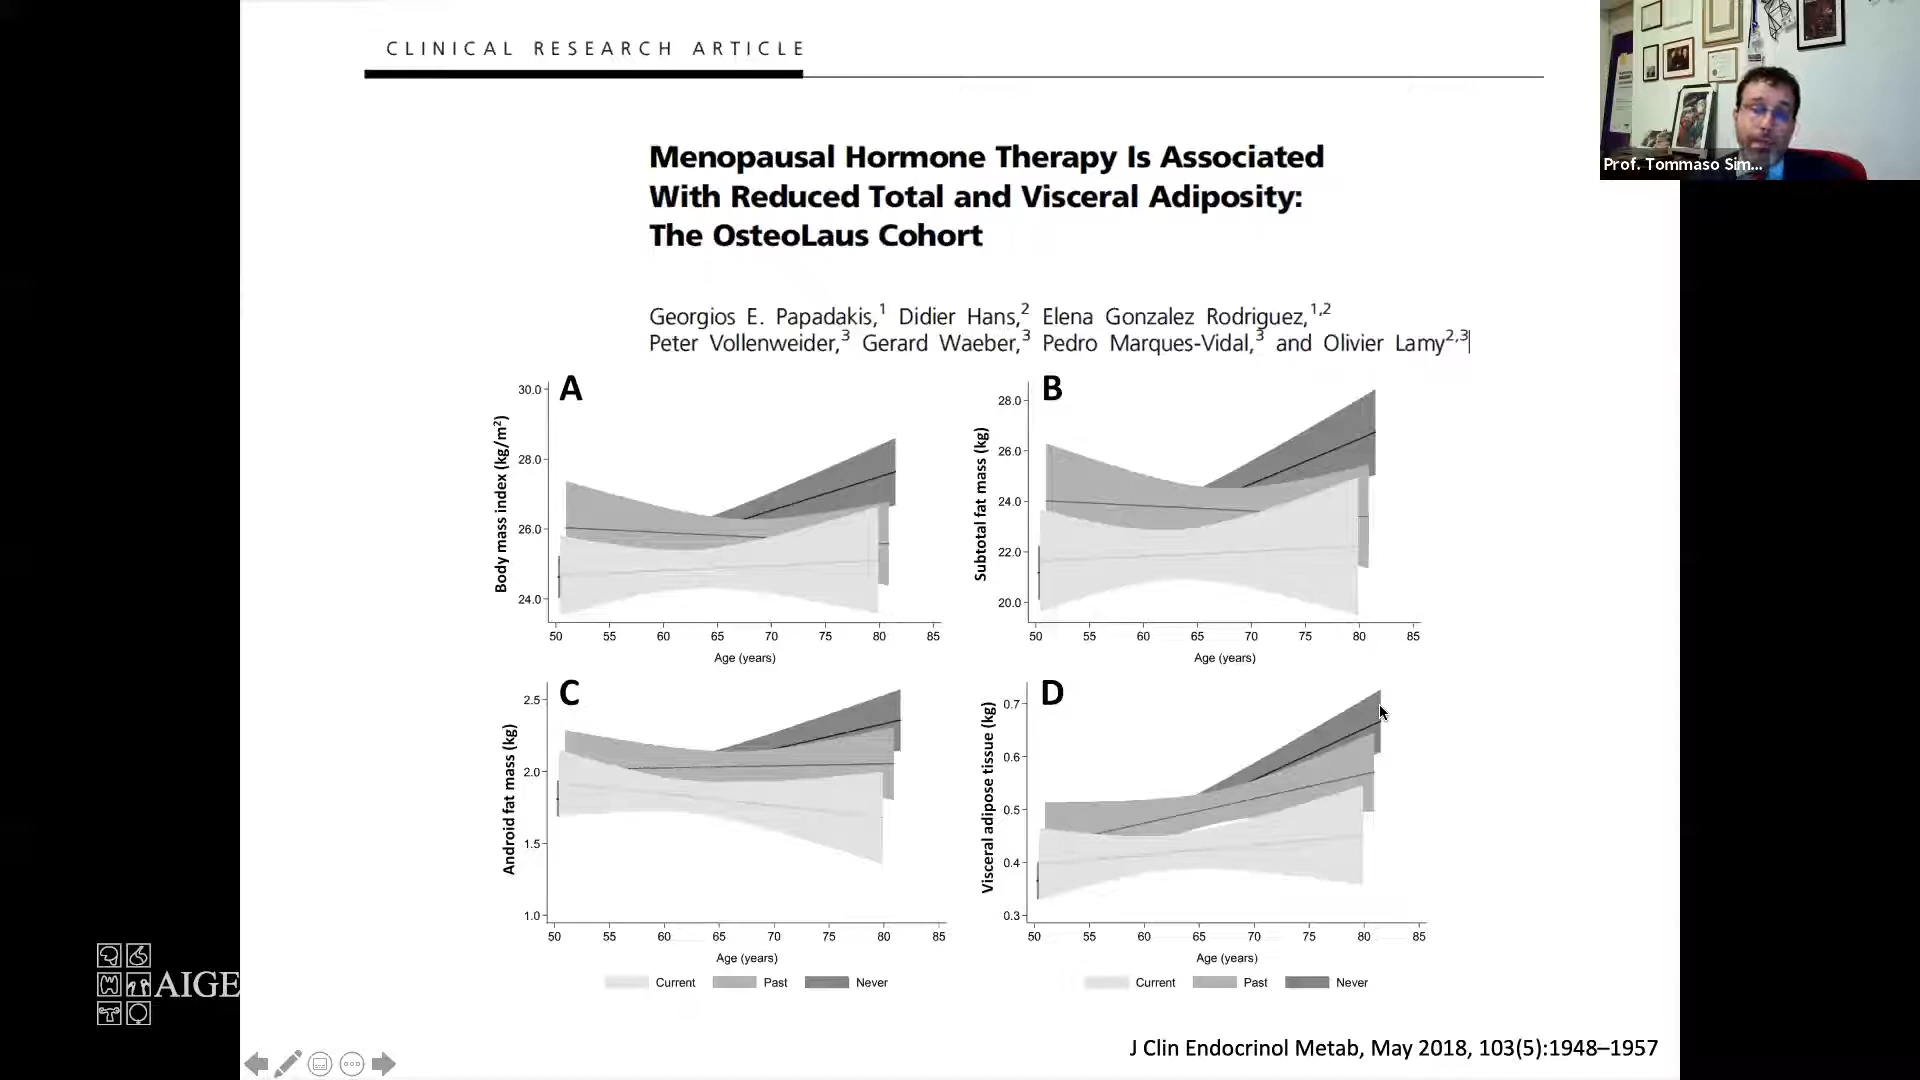 CLINICAL RESEARCH ARTICLE
Prof. Tommaso Sim...
Menopausal Hormone Therapy Is Associated
With Reduced Total and Visceral Adiposity:
The OsteoLaus Cohort
Georgios E. Papadakis,1 Didier Hans,2 Elena Gonzalez Rodriguez,1,2
Peter Vollenweider,3 Gerard Waeber,3 Pedro Marques-Vidal,3 and Olivier Lamy2,3
A
Body mass index (kg/m2)
30.0
28.0
26.0
24.0
50 55 60 65 70 75 80 85
Age (years)
B
Subtotal fat mass (kg)
28.0
26.0
24.0
22.0
20.0
50 55 60 65 70 75 80 85
Age (years)
C
Android fat mass (kg)
2.5
2.0
1.5
1.0
50 55 60 65 70 75 80 85
Age (years)
Current Past Never
D
Visceral adipose tissue (kg)
0.7
0.6
0.5
0.4
0.3
50 55 60 65 70 75 80 85
Age (years)
Current Past Never
AIGE
J Clin Endocrinol Metab, May 2018, 103(5):1948–1957